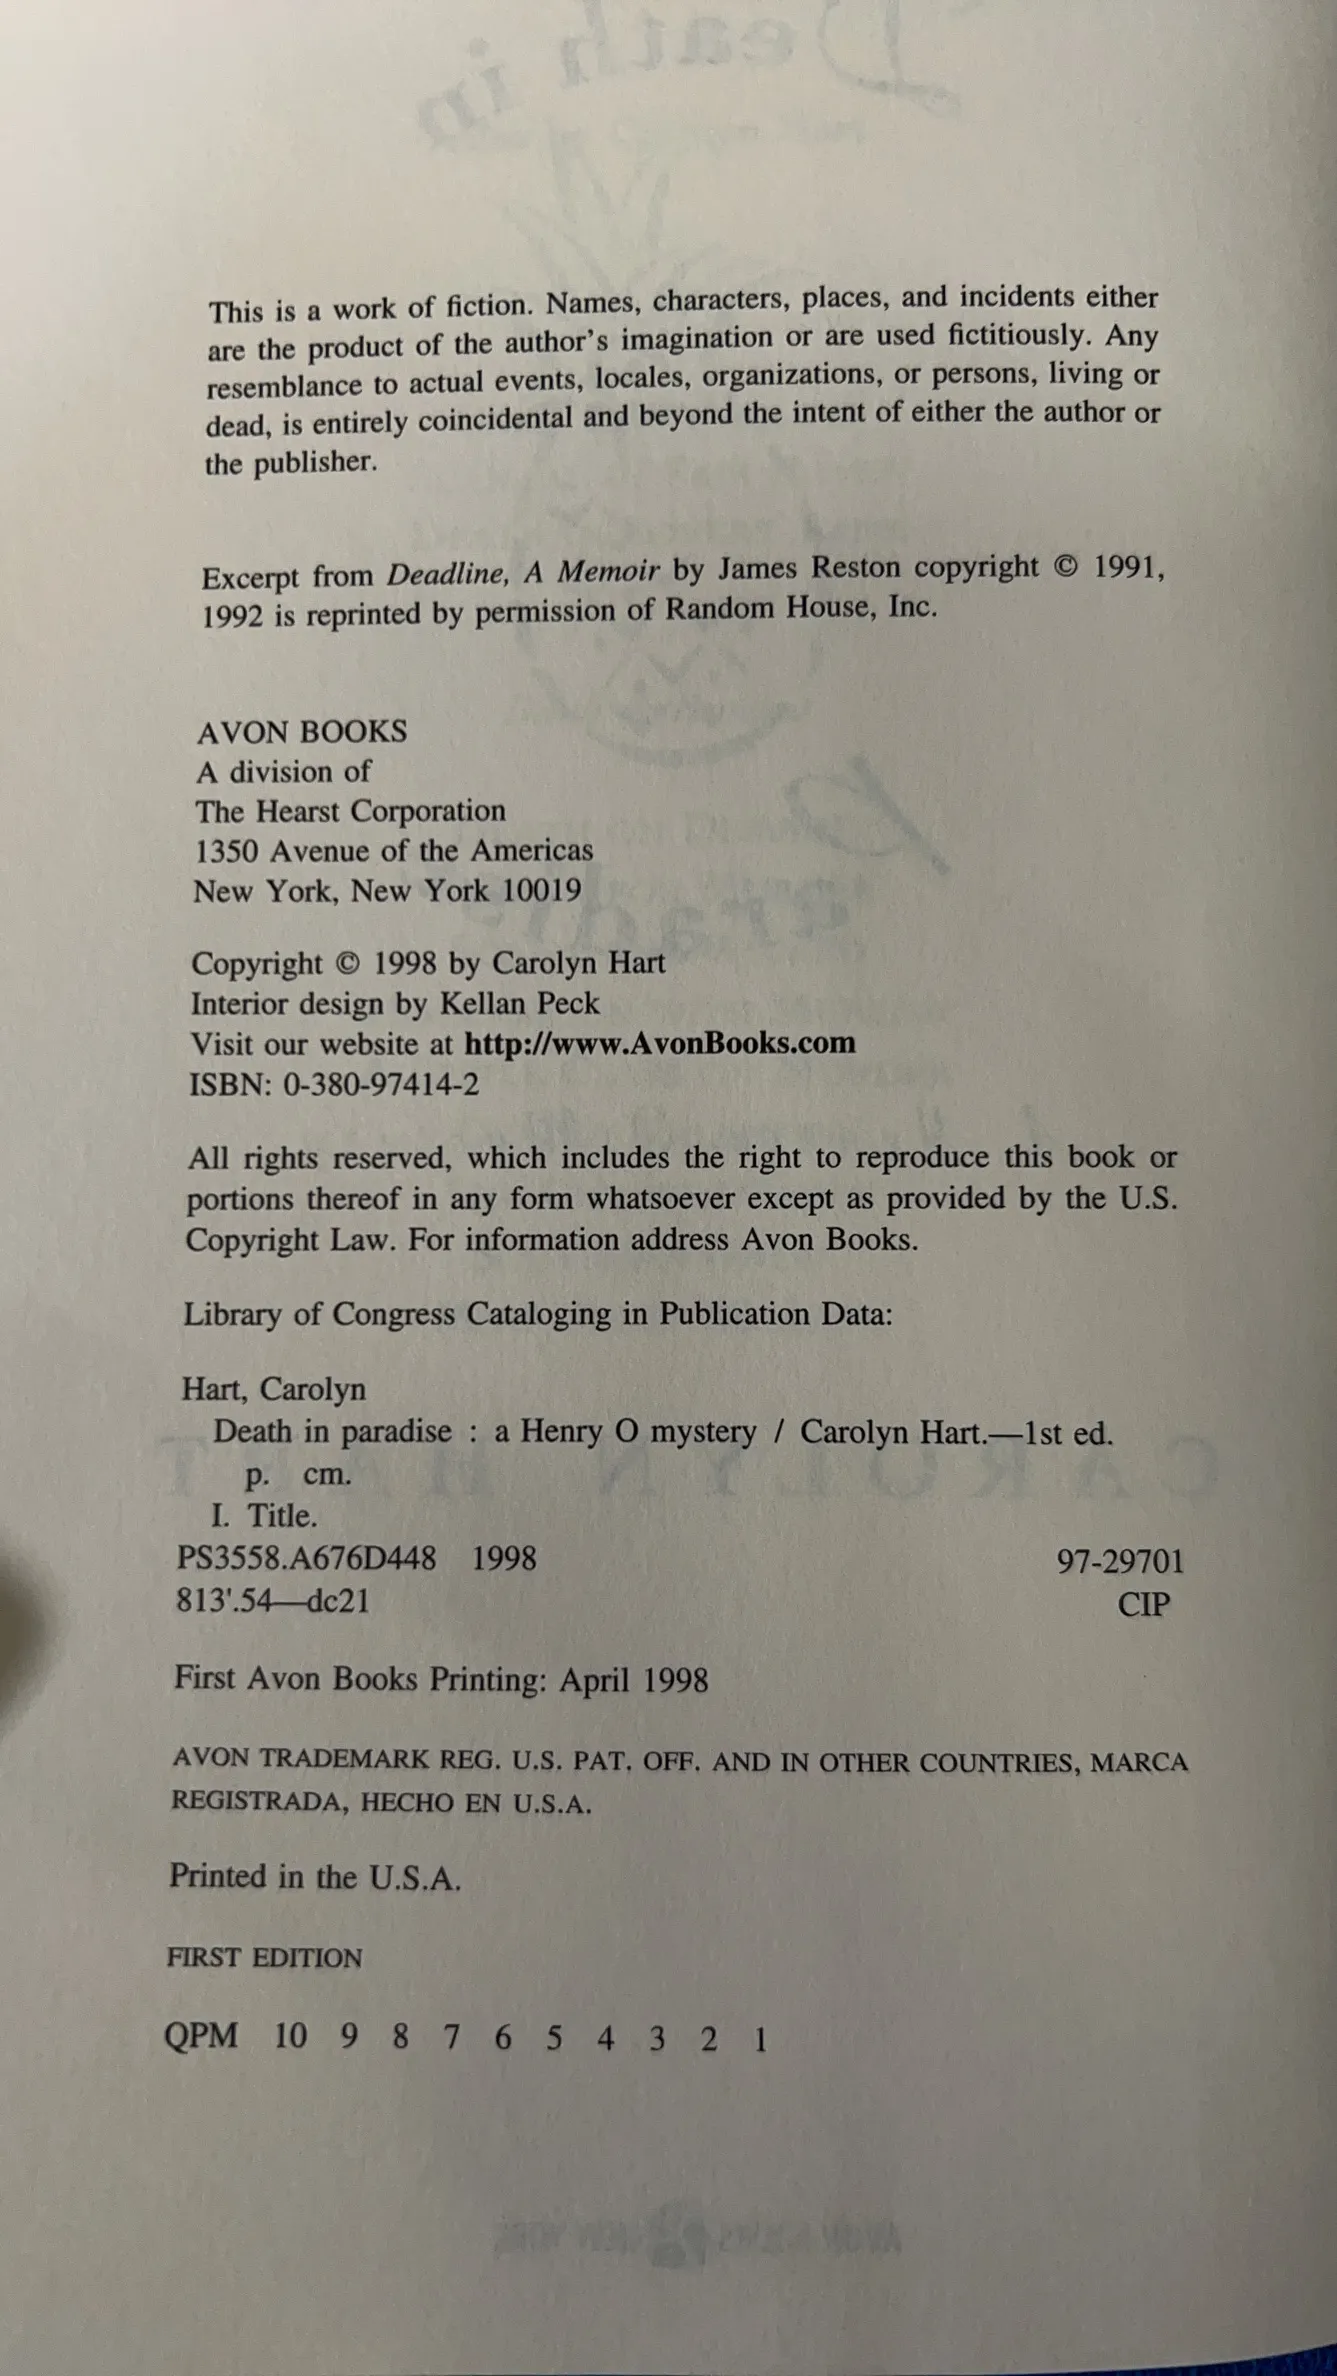 This is a work of fiction. Names, characters, places, and incidents either
are the product of the author's imagination or are used fictitiously. Any
resemblance to actual events, locales, organizations, or persons, living or
dead, is entirely coincidental and beyond the intent of either the author or
the publisher.
Excerpt from Deadline, A Memoir by James Reston copyright © 1991,
1992 is reprinted by permission of Random House, Inc.
AVON BOOKS
A division of
The Hearst Corporation
1350 Avenue of the Americas
New York, New York 10019
Copyright © 1998 by Carolyn Hart
Interior design by Kellan Peck
Visit our website at http://www.AvonBooks.com
ISBN: 0-380-97414-2
All rights reserved, which includes the right to reproduce this book or
portions thereof in any form whatsoever except as provided by the U.S.
Copyright Law. For information address Avon Books.
Library of Congress Cataloging in Publication Data:
Hart, Carolyn
Death in paradise : a Henry O mystery / Carolyn Hart.—1st ed.
p. cm.
I. Title.
PS3558.A676D448 1998 97-29701
813'.54—dc21 CIP
First Avon Books Printing: April 1998
AVON TRADEMARK REG. U.S. PAT. OFF. AND IN OTHER COUNTRIES, MARCA
REGISTRADA, HECHO EN U.S.A.
Printed in the U.S.A.
FIRST EDITION
QPM 10 9 8 7 6 5 4 3 2 1